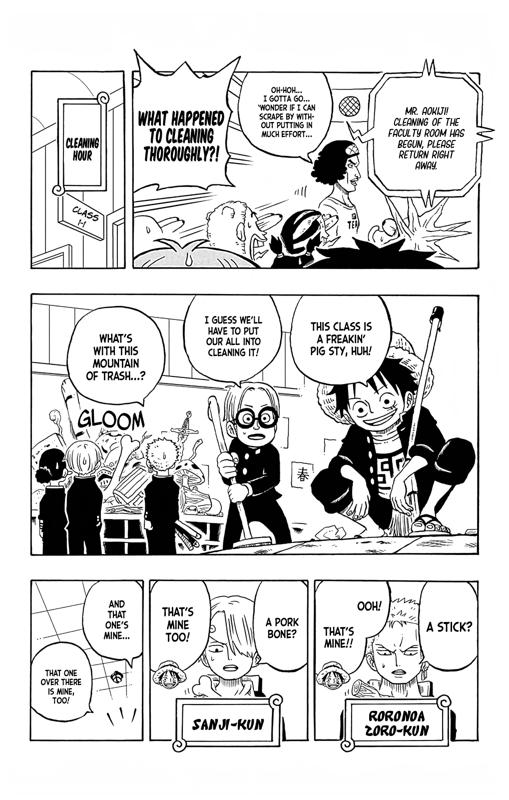 MR. AOKIJI!
CLEANING OF THE
FACULTY ROOM HAS
BEGUN, PLEASE
RETURN RIGHT
AWAY.
OH-HOH...
I GOTTA GO...
'WONDER IF I CAN
SCRAPE BY WITH-
OUT PUTTING IN
MUCH EFFORT...
WHAT HAPPENED
TO CLEANING
THOROUGHLY?!
CLEANING
HOUR
CLASS
1-1
THIS CLASS IS
A FREAKIN'
PIG STY, HUH!
I GUESS WE'LL
HAVE TO PUT
OUR ALL INTO
CLEANING IT!
WHAT'S
WITH THIS
MOUNTAIN
OF TRASH...?
GLOOM
春
A STICK?
OOH!
THAT'S
MINE!!
RORONOA
ZORO-KUN
A PORK
BONE?
THAT'S
MINE
TOO!
SANJI-KUN
AND
THAT
ONE'S
MINE...
THAT ONE
OVER THERE
IS MINE,
TOO!